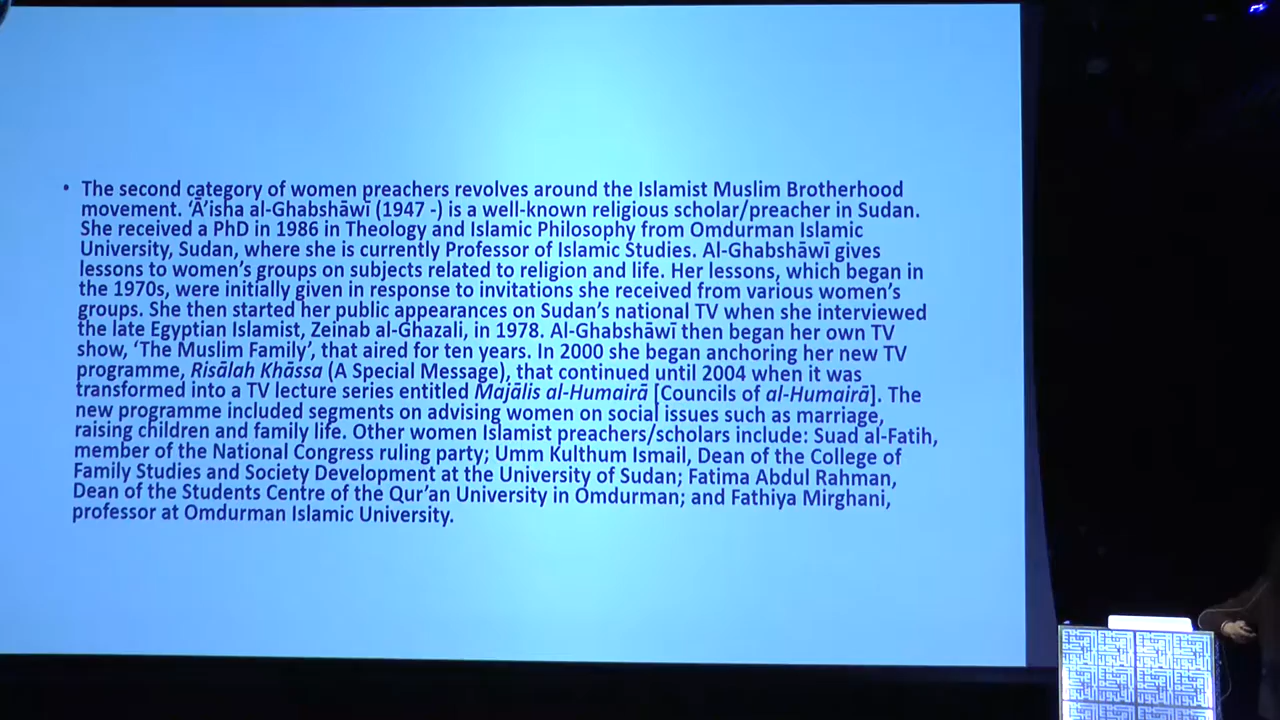 • The second category of women preachers revolves around the Islamist Muslim Brotherhood
movement. ‘Ā’isha al-Ghabshāwī (1947 -) is a well-known religious scholar/preacher in Sudan.
She received a PhD in 1986 in Theology and Islamic Philosophy from Omdurman Islamic
University, Sudan, where she is currently Professor of Islamic Studies. Al-Ghabshāwī gives
lessons to women’s groups on subjects related to religion and life. Her lessons, which began in
the 1970s, were initially given in response to invitations she received from various women’s
groups. She then started her public appearances on Sudan’s national TV when she interviewed
the late Egyptian Islamist, Zeinab al-Ghazali, in 1978. Al-Ghabshāwī then began her own TV
show, ‘The Muslim Family’, that aired for ten years. In 2000 she began anchoring her new TV
programme, Risālah Khāssa (A Special Message), that continued until 2004 when it was
transformed into a TV lecture series entitled Majālis al-Humairā [Councils of al-Humairā]. The
new programme included segments on advising women on social issues such as marriage,
raising children and family life. Other women Islamist preachers/scholars include: Suad al-Fatih,
member of the National Congress ruling party; Umm Kulthum Ismail, Dean of the College of
Family Studies and Society Development at the University of Sudan; Fatima Abdul Rahman,
Dean of the Students Centre of the Qur’an University in Omdurman; and Fathiya Mirghani,
professor at Omdurman Islamic University.